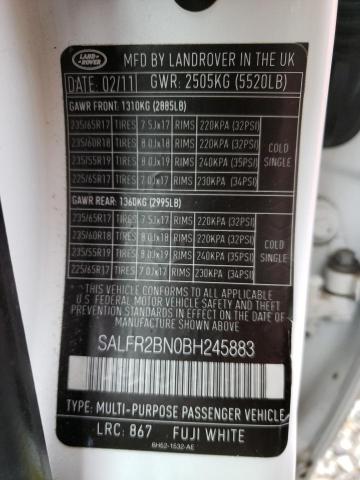 LAND ROVER
MFD BY LANDROVER IN THE UK
DATE: 02/11 GWR: 2505KG (5520LB)
GAWR FRONT: 1310KG (2885LB)
235/65R17 TIRES 7.5Jx17 RIMS 220KPA (32PSI)
235/60R18 TIRES 8.0Jx18 RIMS 220KPA (32PSI)
235/55R19 TIRES 8.0Jx19 RIMS 240KPA (35PSI)
225/65R17 TIRES 7.0Jx17 RIMS 230KPA (34PSI)
COLD
SINGLE
GAWR REAR: 1360KG (2995LB)
235/65R17 TIRES 7.5Jx17 RIMS 220KPA (32PSI)
235/60R18 TIRES 8.0Jx18 RIMS 220KPA (32PSI)
235/55R19 TIRES 8.0Jx19 RIMS 240KPA (35PSI)
225/65R17 TIRES 7.0Jx17 RIMS 230KPA (34PSI)
COLD
SINGLE
THIS VEHICLE CONFORMS TO ALL APPLICABLE
U.S. FEDERAL MOTOR VEHICLE SAFETY AND
THEFT PREVENTION STANDARDS IN EFFECT ON
THE DATE OF MANUFACTURE SHOWN ABOVE
SALFR2BN0BH245883
TYPE: MULTI-PURPOSE PASSENGER VEHICLE
LRC: 867 FUJI WHITE
BH52-1532-AE